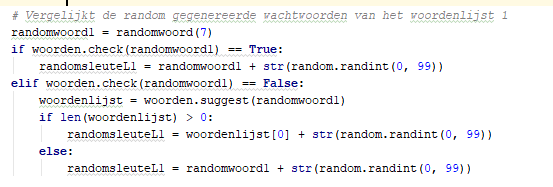 # Vergelijkt de random gegenereerde wachtwoorden van het woordenlijst 1
randomwoord1 = randomwoord(7)
if woorden.check(randomwoord1) == True:
    randomsleuteL1 = randomwoord1 + str(random.randint(0, 99))
elif woorden.check(randomwoord1) == False:
    woordenlijst = woorden.suggest(randomwoord1)
    if len(woordenlijst) > 0:
        randomsleuteL1 = woordenlijst[0] + str(random.randint(0, 99))
    else:
        randomsleuteL1 = randomwoord1 + str(random.randint(0, 99))